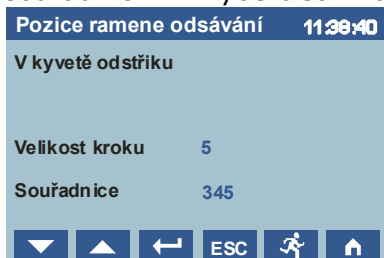 Pozice ramene odsávání 11:38:40
V kyvetě odstřiku
Velikost kroku 5
Souřadnice 345
ESC